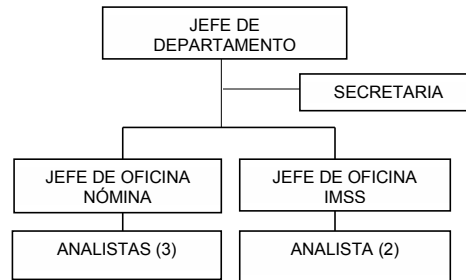 JEFE DE
DEPARTAMENTO
SECRETARIA
JEFE DE OFICINA
NÓMINA
JEFE DE OFICINA
IMSS
ANALISTAS (3)
ANALISTA (2)